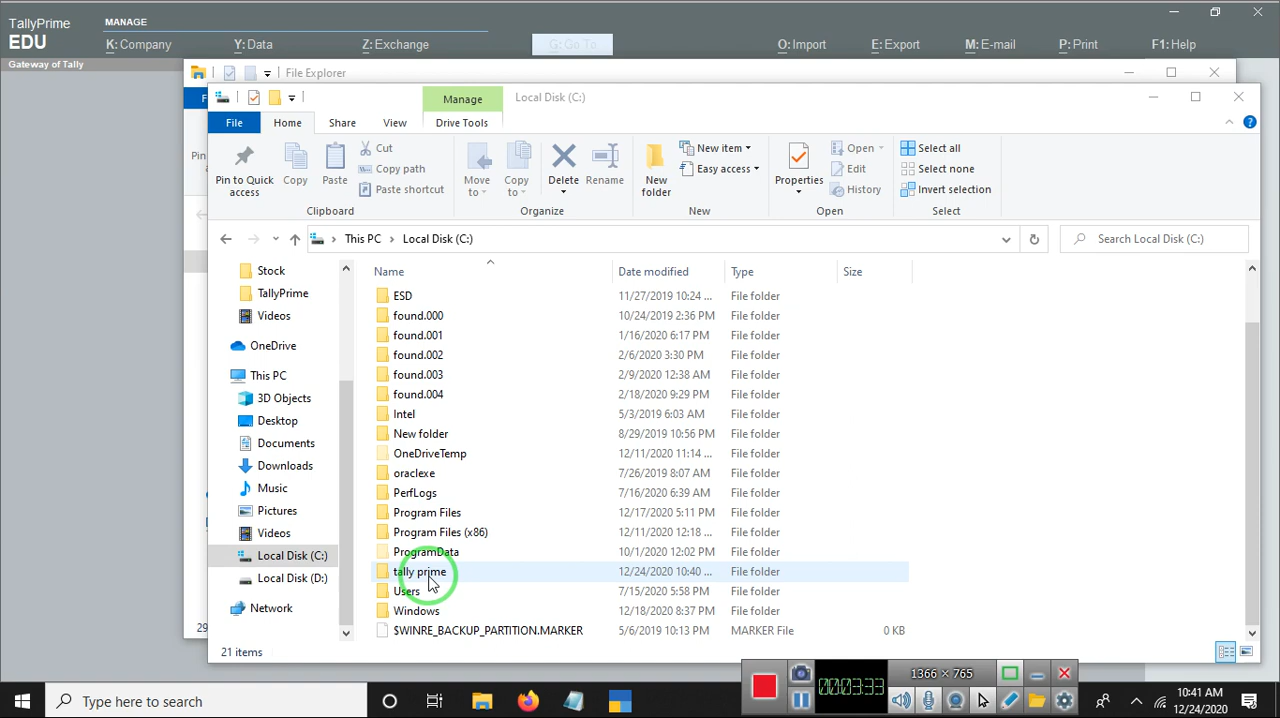 TallyPrime
EDU
MANAGE
K: Company Y: Data Z: Exchange G: Go To O: Import E: Export M: E-mail P: Print F1: Help
Gateway of Tally
File Explorer
Manage Local Disk (C:)
File Home Share View Drive Tools
Pin to Quick access
Copy
Paste
Cut
Copy path
Paste shortcut
Clipboard
Move to
Copy to
Delete
Rename
Organize
New folder
New item
Easy access
New
Properties
Open
Edit
History
Open
Select all
Select none
Invert selection
Select
This PC Local Disk (C:)
Search Local Disk (C:)
Stock
TallyPrime
Videos
OneDrive
This PC
3D Objects
Desktop
Documents
Downloads
Music
Pictures
Videos
Local Disk (C:)
Local Disk (D:)
Network
Name Date modified Type Size
ESD 11/27/2019 10:24 ... File folder
found.000 10/24/2019 2:36 PM File folder
found.001 1/16/2020 6:17 PM File folder
found.002 2/6/2020 3:30 PM File folder
found.003 2/9/2020 12:38 AM File folder
found.004 2/18/2020 9:29 PM File folder
Intel 5/3/2019 6:03 AM File folder
New folder 8/29/2019 10:56 PM File folder
OneDriveTemp 12/11/2020 11:14 ... File folder
oraclexe 7/26/2019 8:07 AM File folder
PerfLogs 7/16/2020 6:39 AM File folder
Program Files 12/17/2020 5:11 PM File folder
Program Files (x86) 12/11/2020 12:18 ... File folder
ProgramData 10/1/2020 12:02 PM File folder
tally prime 12/24/2020 10:40 ... File folder
Users 7/15/2020 5:58 PM File folder
Windows 12/18/2020 8:37 PM File folder
$WINRE_BACKUP_PARTITION.MARKER 5/6/2019 10:13 PM MARKER File 0 KB
21 items
1366 × 765
00:03:33
Type here to search
10:41 AM
12/24/2020